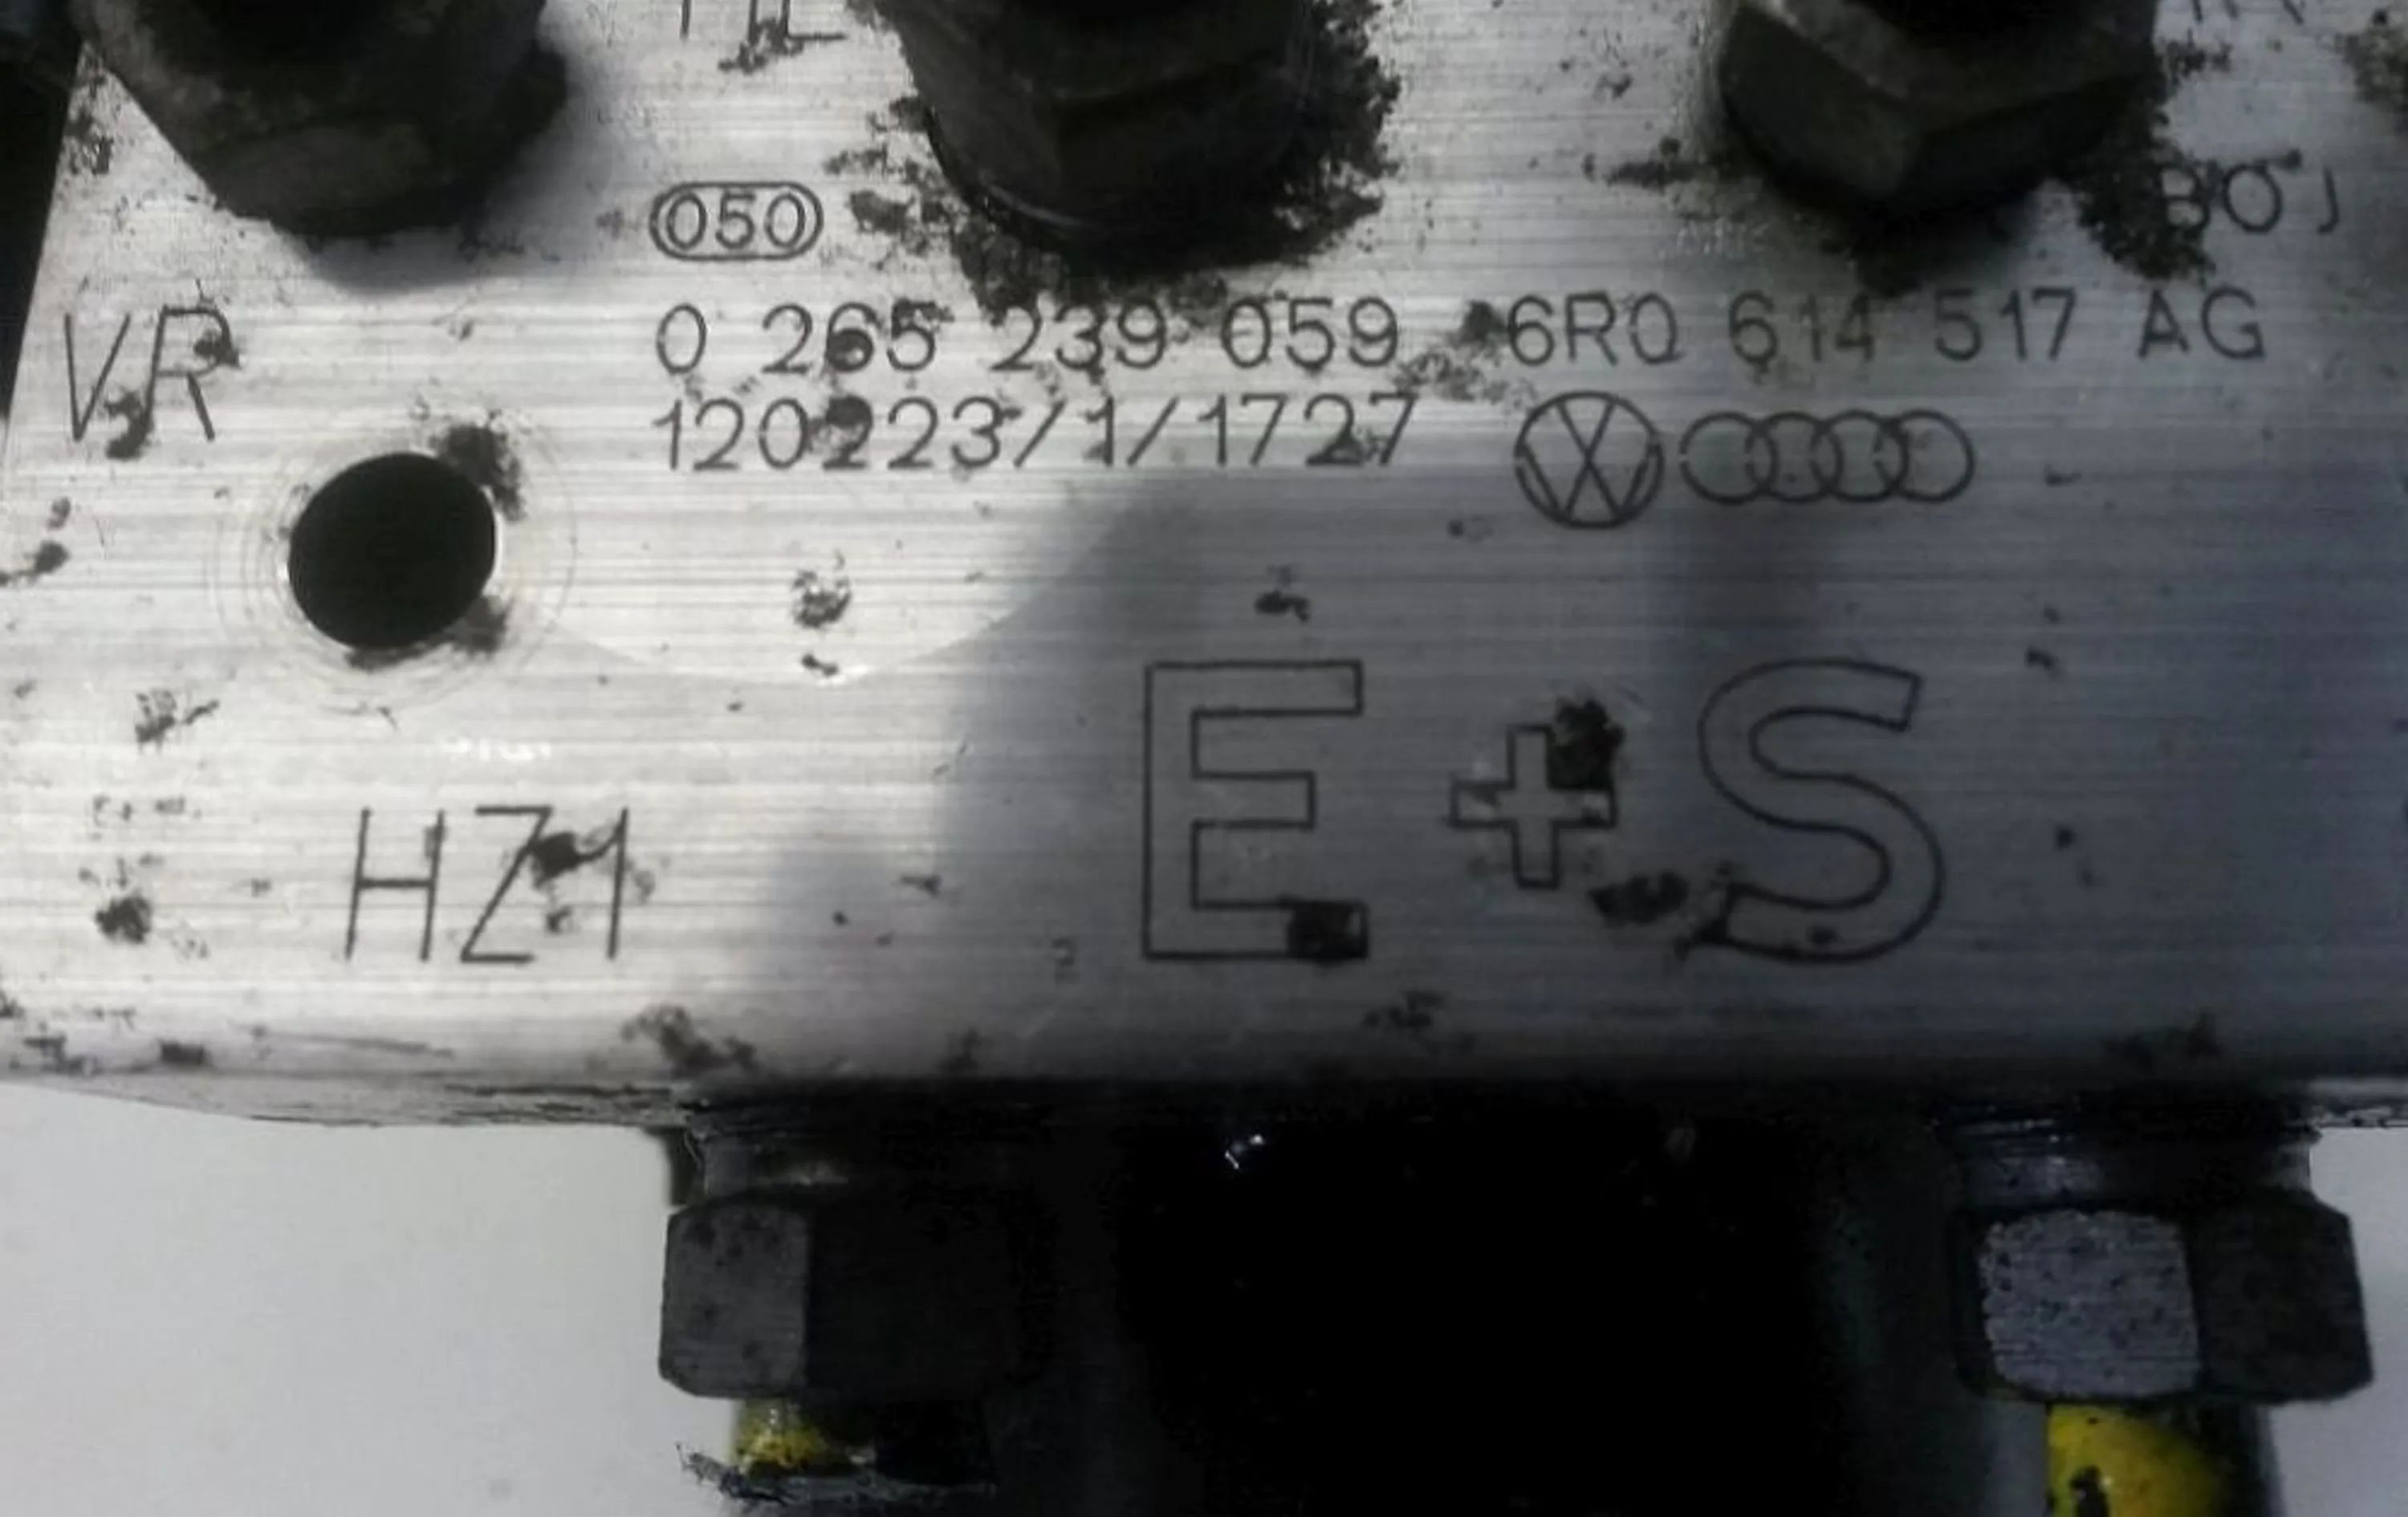 050
BOJ
VR
0 265 239 059 6R0 614 517 AG
120223/1/1727
E+S
HZ1